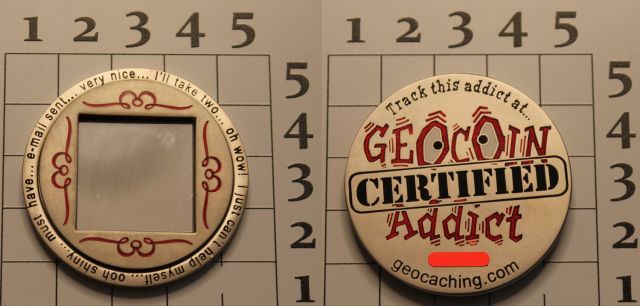 1 2 3 4 5
5
4
3
2
1
e-mail sent... very nice... I'll take two... oh wow! I just can't help myself... ooh shiny... must have...
1 2 3 4 5
5
4
3
2
1
Track this addict at...
GEOCOIN
CERTIFIED
Addict
geocaching.com